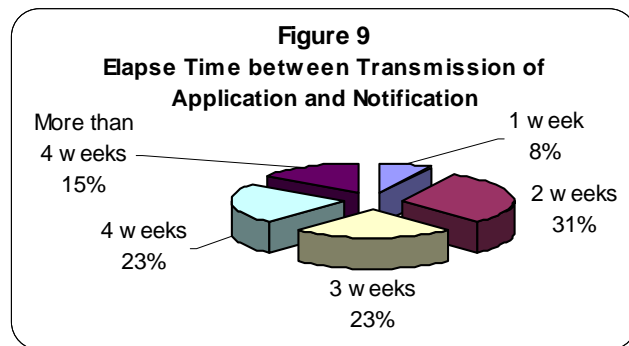 Figure 9
Elapse Time between Transmission of
Application and Notification
1 week
8%
2 weeks
31%
3 weeks
23%
4 weeks
23%
More than
4 weeks
15%